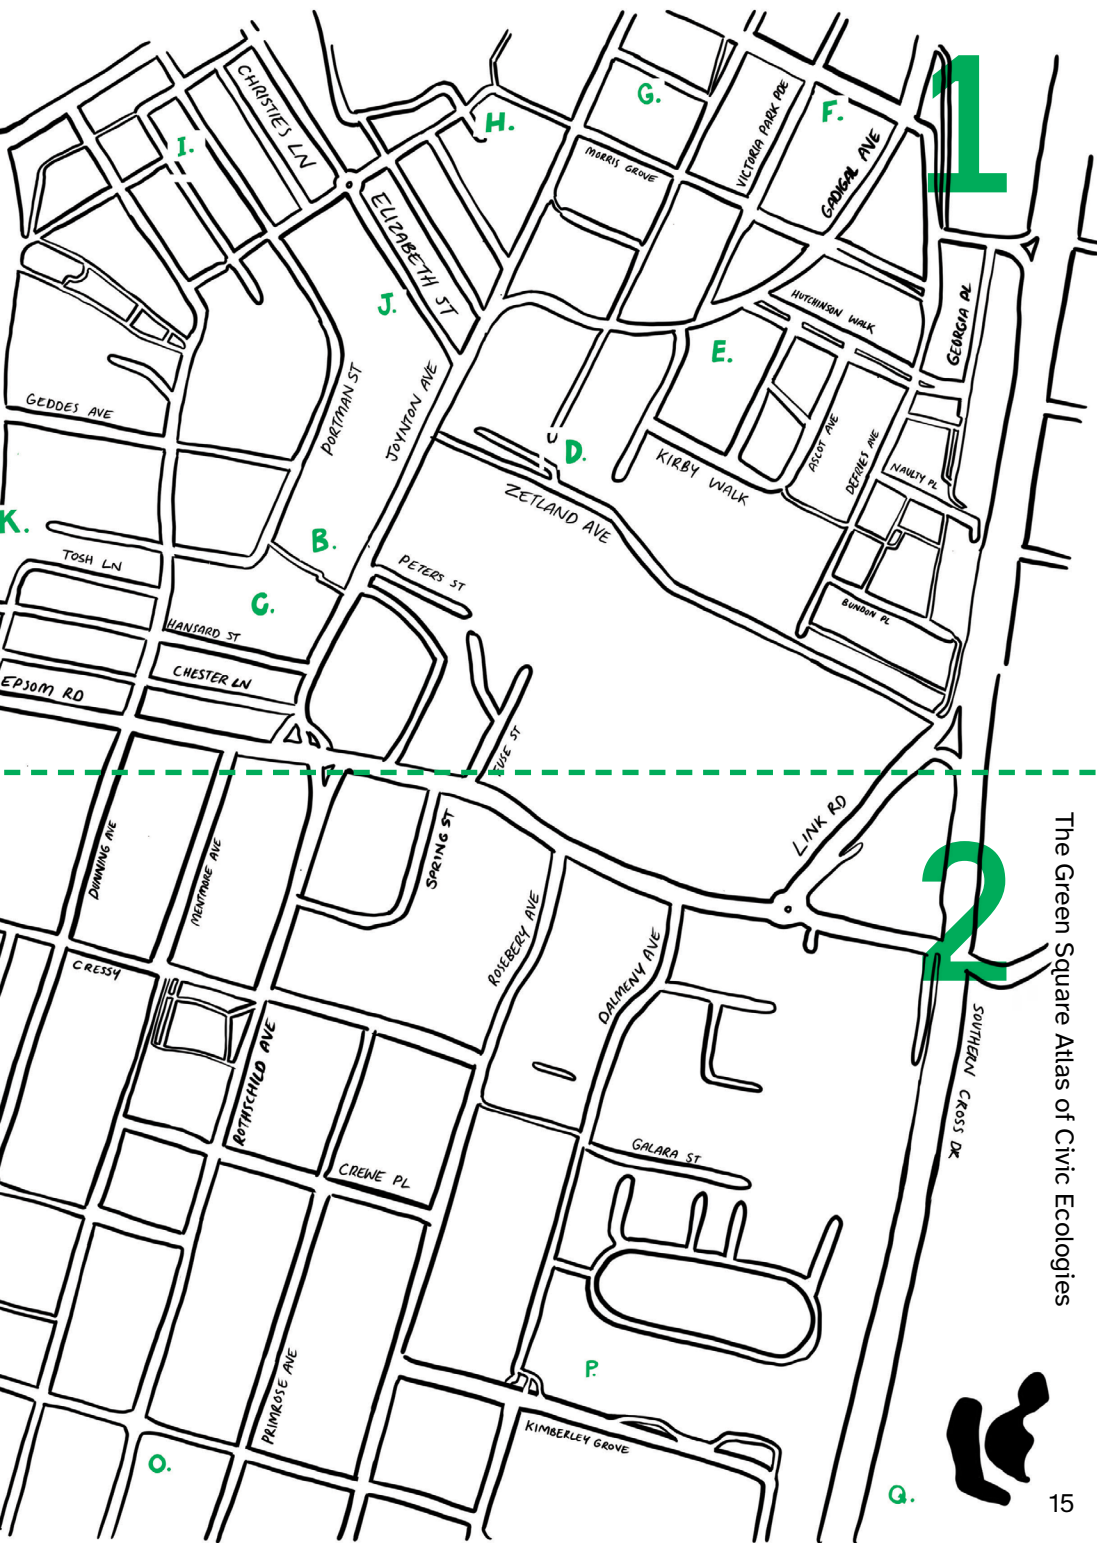 1
CHRISTIES LN
G.
VICTORIA PARK PDE
F.
H.
I.
MORRIS GROVE
GADIGAL AVE
ELIZABETH ST
J.
HUTCHINSON WALK
GEORGIA PL
E.
PORTMAN ST
JOYNTON AVE
GEDDES AVE
D.
KIRBY WALK
ASCOT AVE
DEFRIES AVE
NAULTY PL
ZETLAND AVE
K.
B.
TOSH LN
PETERS ST
C.
BUNDON PL
HANSARD ST
CHESTER LN
EPSOM RD
FUSE ST
2
LINK RD
DUNNING AVE
MENTMORE AVE
SPRING ST
ROSEBERY AVE
DALMENY AVE
CRESSY
ROTHSCHILD AVE
SOUTHERN CROSS DR
GALARA ST
CREWE PL
PRIMROSE AVE
P.
KIMBERLEY GROVE
O.
Q.
The Green Square Atlas of Civic Ecologies
15